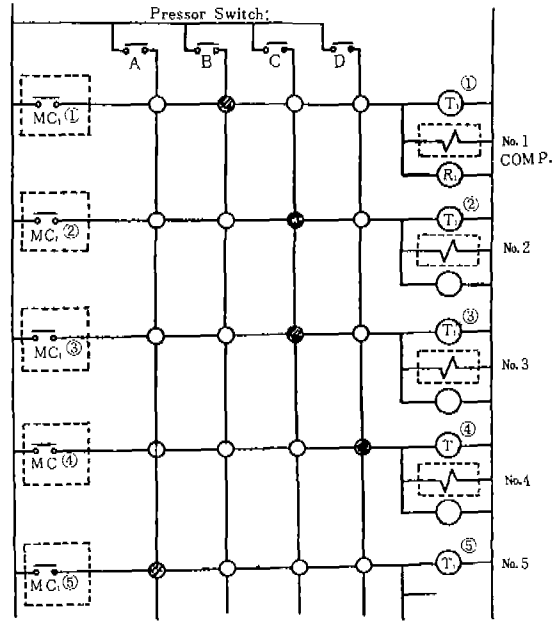 Pressor Switch:
A B C D
MC₁ ① ① T₁
No. 1
COMP.
R₁
MC₁ ② ② T₁
No. 2
MC₁ ③ ③ T₁
No. 3
MC ④ ④ T
No. 4
MC₁ ⑤ ⑤ T₁ No. 5